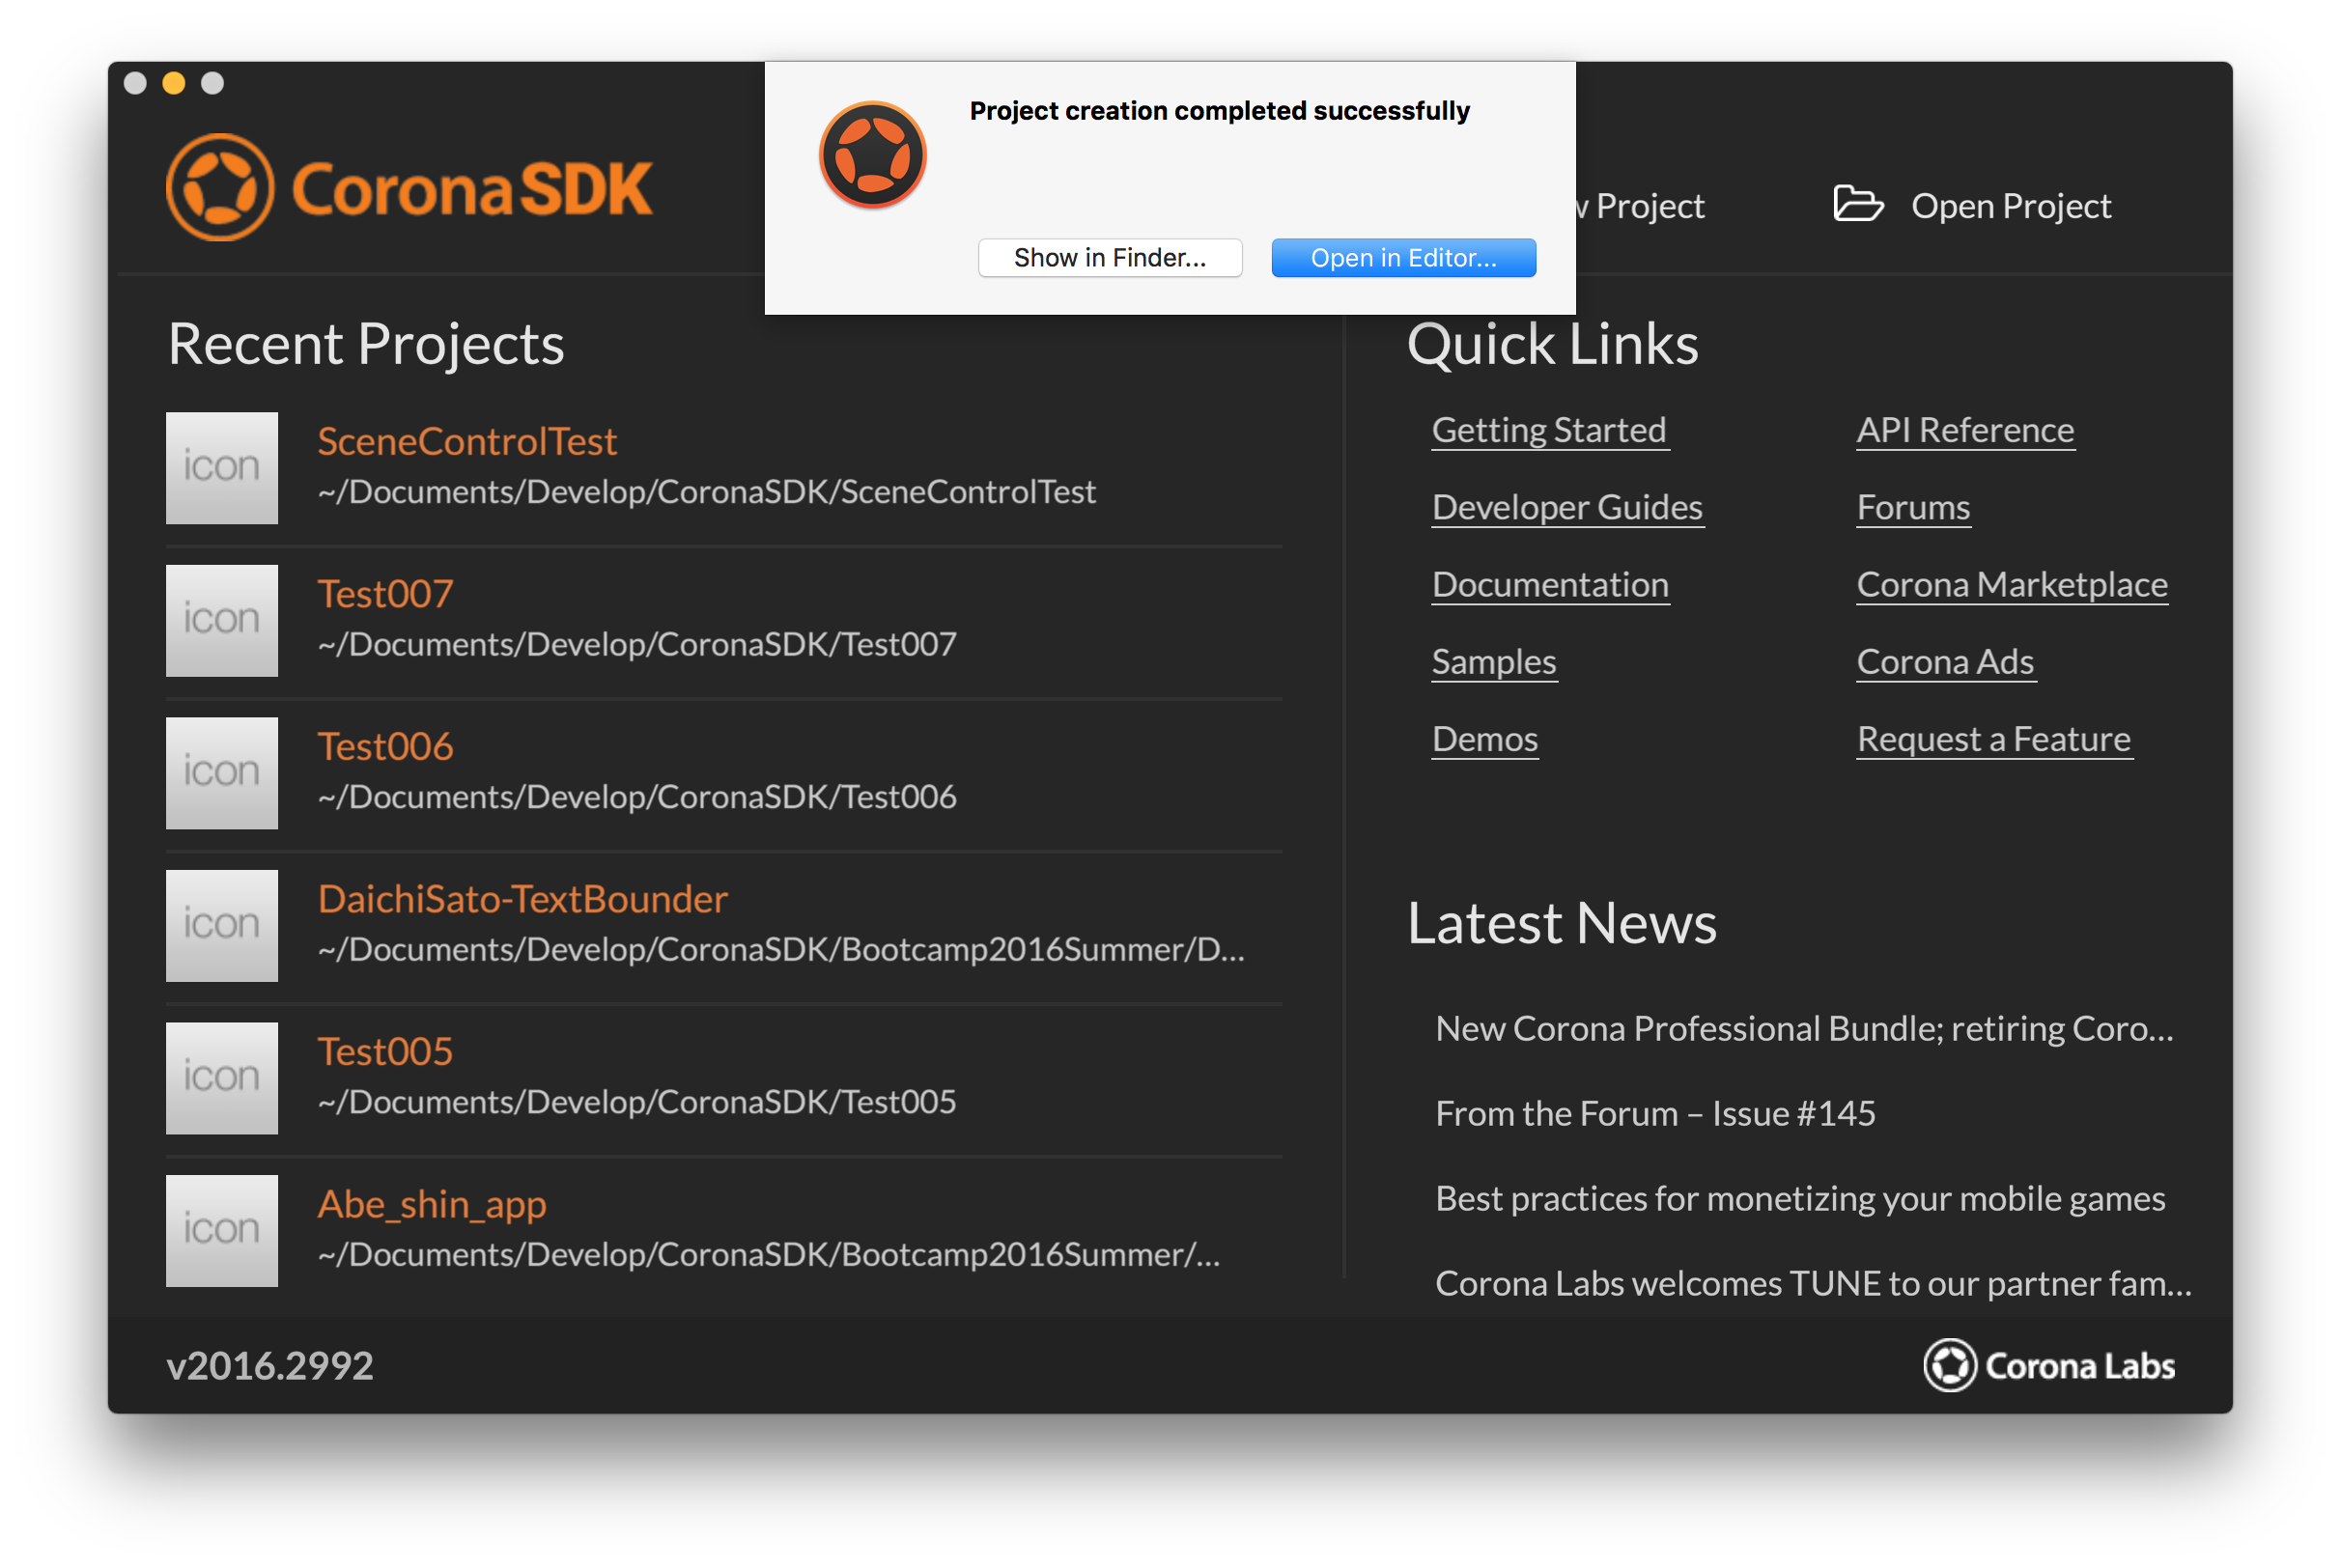 Project creation completed successfully
Show in Finder...
Open in Editor...
CoronaSDK
Project
Open Project
Recent Projects
icon
SceneControlTest
~/Documents/Develop/CoronaSDK/SceneControlTest
icon
Test007
~/Documents/Develop/CoronaSDK/Test007
icon
Test006
~/Documents/Develop/CoronaSDK/Test006
icon
DaichiSato-TextBounder
~/Documents/Develop/CoronaSDK/Bootcamp2016Summer/D...
icon
Test005
~/Documents/Develop/CoronaSDK/Test005
icon
Abe_shin_app
~/Documents/Develop/CoronaSDK/Bootcamp2016Summer/...
Quick Links
Getting Started
API Reference
Developer Guides
Forums
Documentation
Corona Marketplace
Samples
Corona Ads
Demos
Request a Feature
Latest News
New Corona Professional Bundle; retiring Coro...
From the Forum – Issue #145
Best practices for monetizing your mobile games
Corona Labs welcomes TUNE to our partner fam...
v2016.2992
Corona Labs